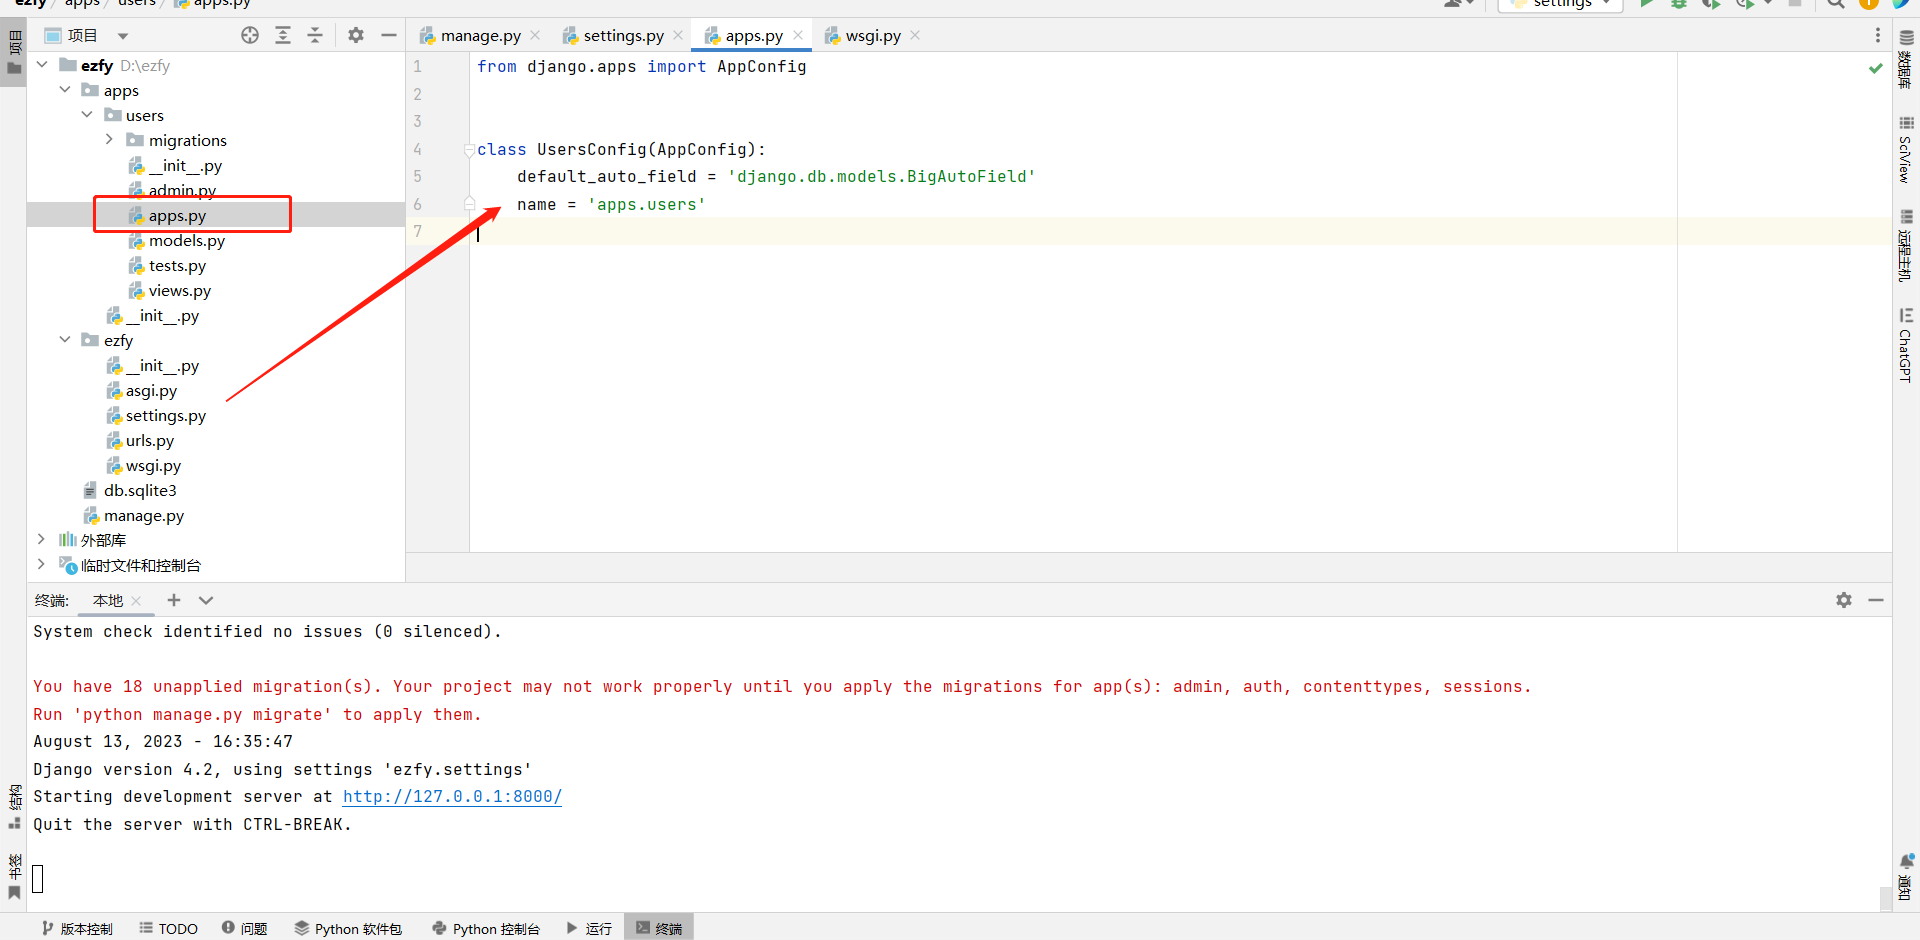 ezfy / apps / users / apps.py
settings
项目
manage.py
settings.py
apps.py
wsgi.py
项目
ezfy D:\ezfy
apps
users
migrations
__init__.py
admin.py
apps.py
models.py
tests.py
views.py
__init__.py
ezfy
__init__.py
asgi.py
settings.py
urls.py
wsgi.py
db.sqlite3
manage.py
外部库
临时文件和控制台
1 from django.apps import AppConfig
2
3
4 class UsersConfig(AppConfig):
5     default_auto_field = 'django.db.models.BigAutoField'
6     name = 'apps.users'
7
数据库
SciView
远程主机
ChatGPT
终端:
本地
System check identified no issues (0 silenced).
You have 18 unapplied migration(s). Your project may not work properly until you apply the migrations for app(s): admin, auth, contenttypes, sessions.
Run 'python manage.py migrate' to apply them.
August 13, 2023 - 16:35:47
Django version 4.2, using settings 'ezfy.settings'
Starting development server at http://127.0.0.1:8000/
Quit the server with CTRL-BREAK.
结构
书签
通知
版本控制
TODO
问题
Python 软件包
Python 控制台
运行
终端